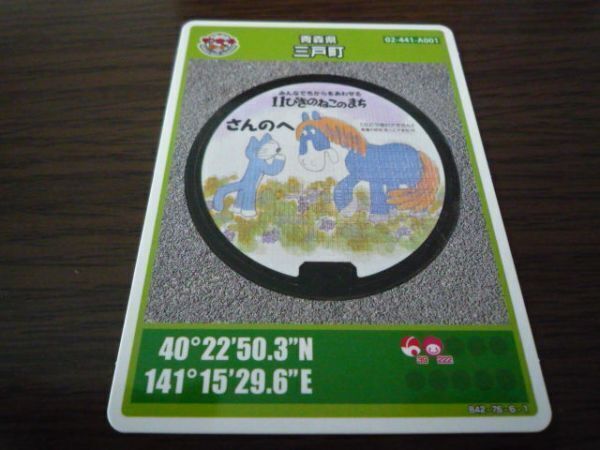 青森県
三戸町
02-441-A001
みんなでちからをあわせる
11ぴきのねこのまち
さんのへ
40°22'50.3"N
141°15'29.6"E